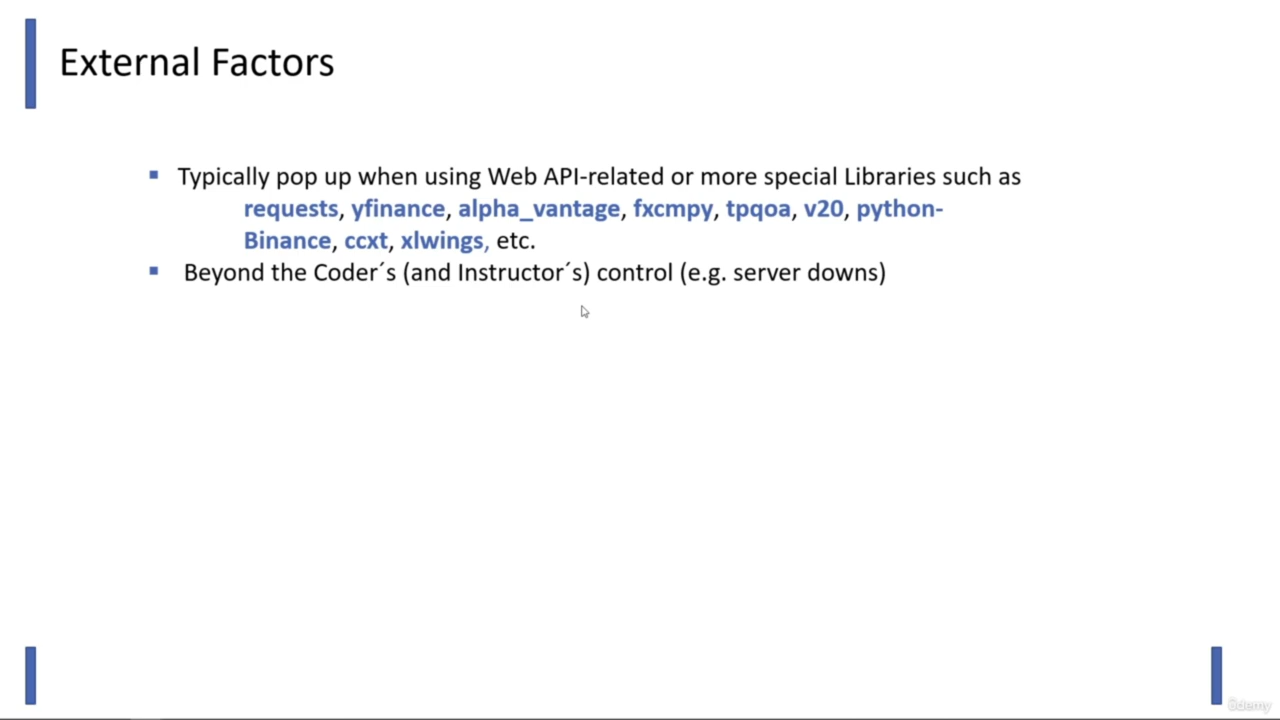 External Factors
▪ Typically pop up when using Web API-related or more special Libraries such as
requests, yfinance, alpha_vantage, fxcmpy, tpqoa, v20, python-
Binance, ccxt, xlwings, etc.
▪ Beyond the Coder´s (and Instructor´s) control (e.g. server downs)
ûdemy